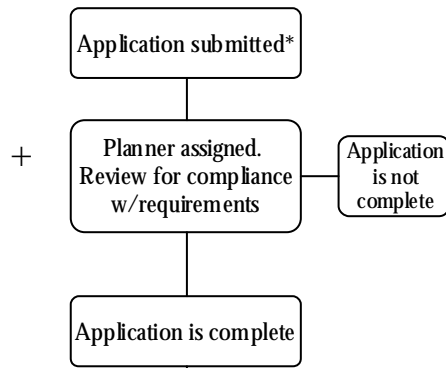 Application submitted*
+
Planner assigned.
Review for compliance
w/requirements
Application
is not
complete
Application is complete